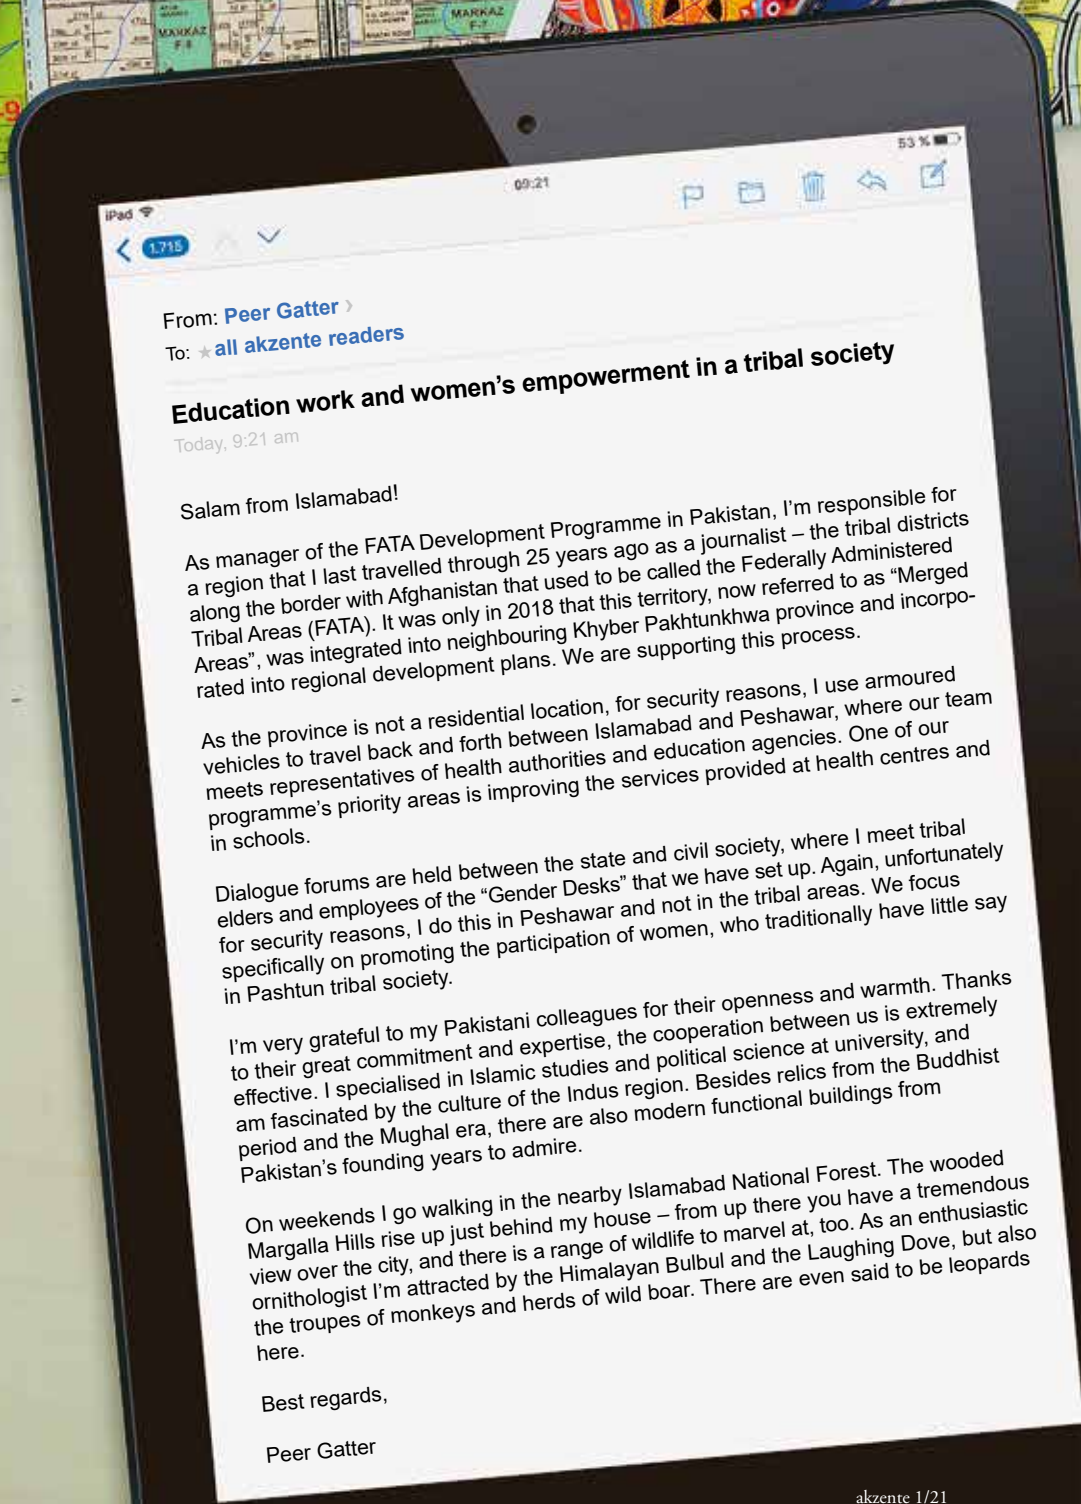 MARKAZ
F-8
MARKAZ
F-7
-9
iPad
09:21
53 %
1.715
From: Peer Gatter
To: all akzente readers
Education work and women’s empowerment in a tribal society
Today, 9:21 am
Salam from Islamabad!
As manager of the FATA Development Programme in Pakistan, I’m responsible for
a region that I last travelled through 25 years ago as a journalist – the tribal districts
along the border with Afghanistan that used to be called the Federally Administered
Tribal Areas (FATA). It was only in 2018 that this territory, now referred to as “Merged
Areas”, was integrated into neighbouring Khyber Pakhtunkhwa province and incorpo-
rated into regional development plans. We are supporting this process.
As the province is not a residential location, for security reasons, I use armoured
vehicles to travel back and forth between Islamabad and Peshawar, where our team
meets representatives of health authorities and education agencies. One of our
programme’s priority areas is improving the services provided at health centres and
in schools.
Dialogue forums are held between the state and civil society, where I meet tribal
elders and employees of the “Gender Desks” that we have set up. Again, unfortunately
for security reasons, I do this in Peshawar and not in the tribal areas. We focus
specifically on promoting the participation of women, who traditionally have little say
in Pashtun tribal society.
I’m very grateful to my Pakistani colleagues for their openness and warmth. Thanks
to their great commitment and expertise, the cooperation between us is extremely
effective. I specialised in Islamic studies and political science at university, and
am fascinated by the culture of the Indus region. Besides relics from the Buddhist
period and the Mughal era, there are also modern functional buildings from
Pakistan’s founding years to admire.
On weekends I go walking in the nearby Islamabad National Forest. The wooded
Margalla Hills rise up just behind my house – from up there you have a tremendous
view over the city, and there is a range of wildlife to marvel at, too. As an enthusiastic
ornithologist I’m attracted by the Himalayan Bulbul and the Laughing Dove, but also
the troupes of monkeys and herds of wild boar. There are even said to be leopards
here.
Best regards,
Peer Gatter
akzente 1/21